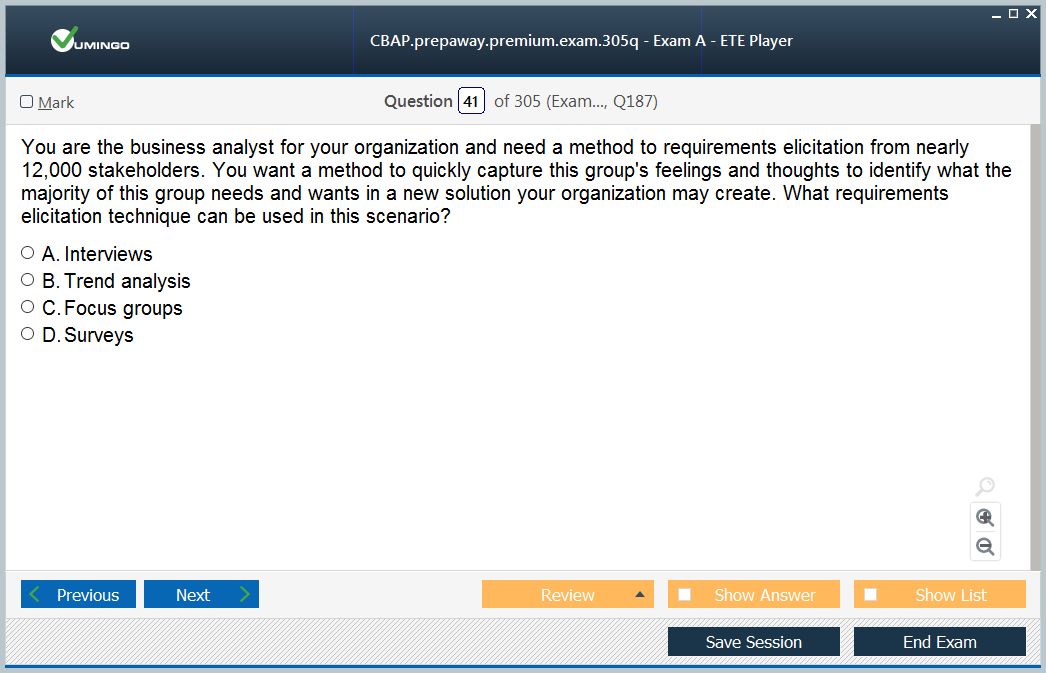 VUMINGO
CBAP.prepaway.premium.exam.305q - Exam A - ETE Player
Mark
Question 41 of 305 (Exam..., Q187)
You are the business analyst for your organization and need a method to requirements elicitation from nearly
12,000 stakeholders. You want a method to quickly capture this group's feelings and thoughts to identify what the
majority of this group needs and wants in a new solution your organization may create. What requirements
elicitation technique can be used in this scenario?
A. Interviews
B. Trend analysis
C. Focus groups
D. Surveys
Previous
Next
Review
Show Answer
Show List
Save Session
End Exam